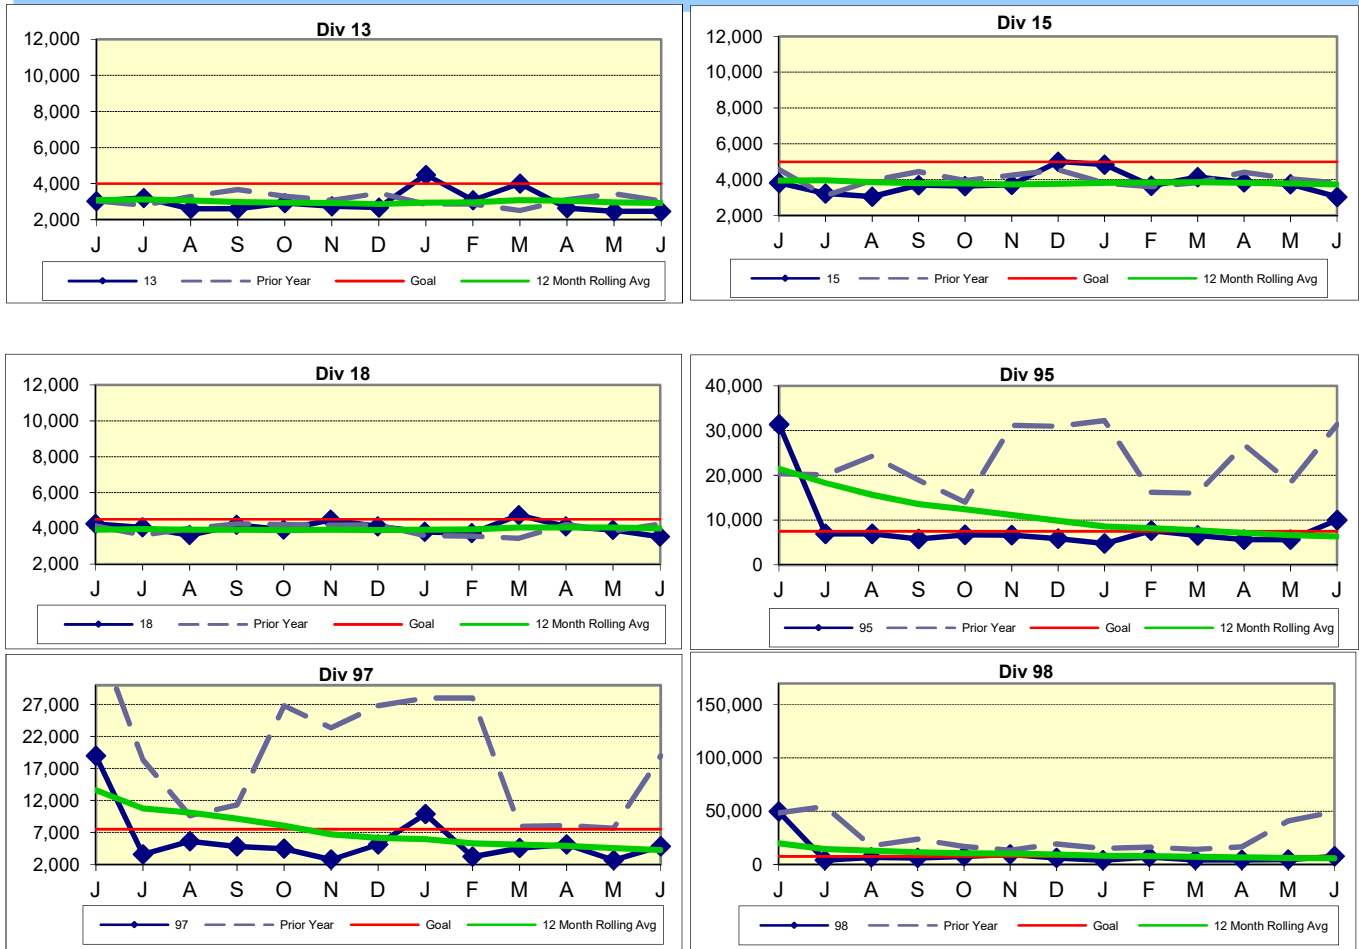 Div 13
12,000
10,000
8,000
6,000
4,000
2,000
J J A S O N D J F M A M J
13 Prior Year Goal 12 Month Rolling Avg
Div 15
12,000
10,000
8,000
6,000
4,000
2,000
J J A S O N D J F M A M J
15 Prior Year Goal 12 Month Rolling Avg
Div 18
12,000
10,000
8,000
6,000
4,000
2,000
J J A S O N D J F M A M J
18 Prior Year Goal 12 Month Rolling Avg
Div 95
40,000
30,000
20,000
10,000
0
J J A S O N D J F M A M J
95 Prior Year Goal 12 Month Rolling Avg
Div 97
27,000
22,000
17,000
12,000
7,000
2,000
J J A S O N D J F M A M J
97 Prior Year Goal 12 Month Rolling Avg
Div 98
150,000
100,000
50,000
0
J J A S O N D J F M A M J
98 Prior Year Goal 12 Month Rolling Avg